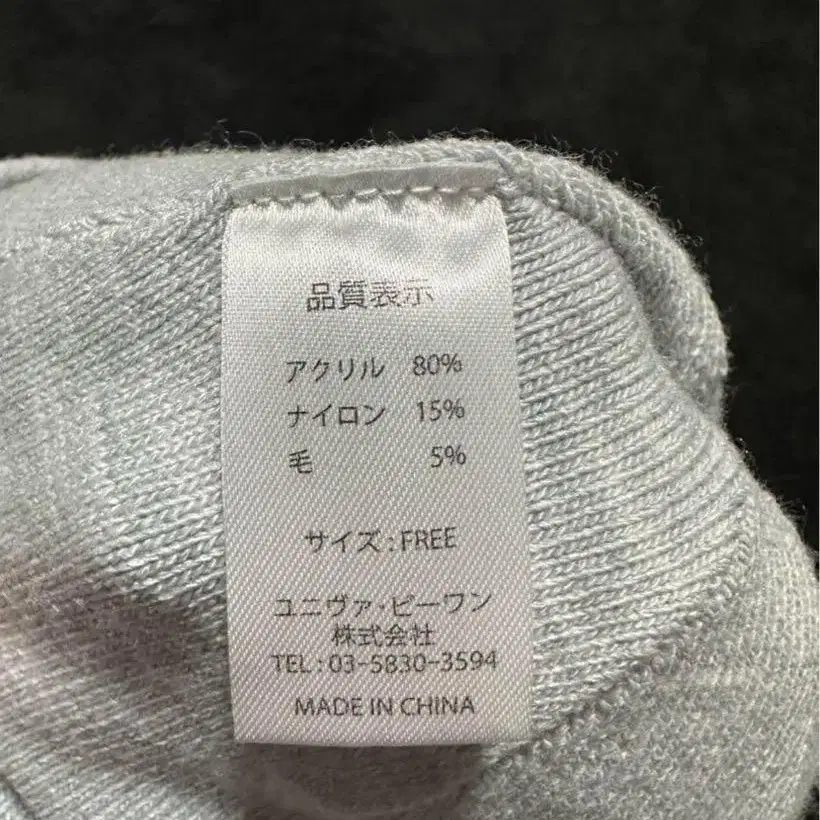 品質表示
アクリル 80%
ナイロン 15%
毛 5%
サイズ:FREE
ユニヴァ・ビーワン
株式会社
TEL:03-5830-3594
MADE IN CHINA